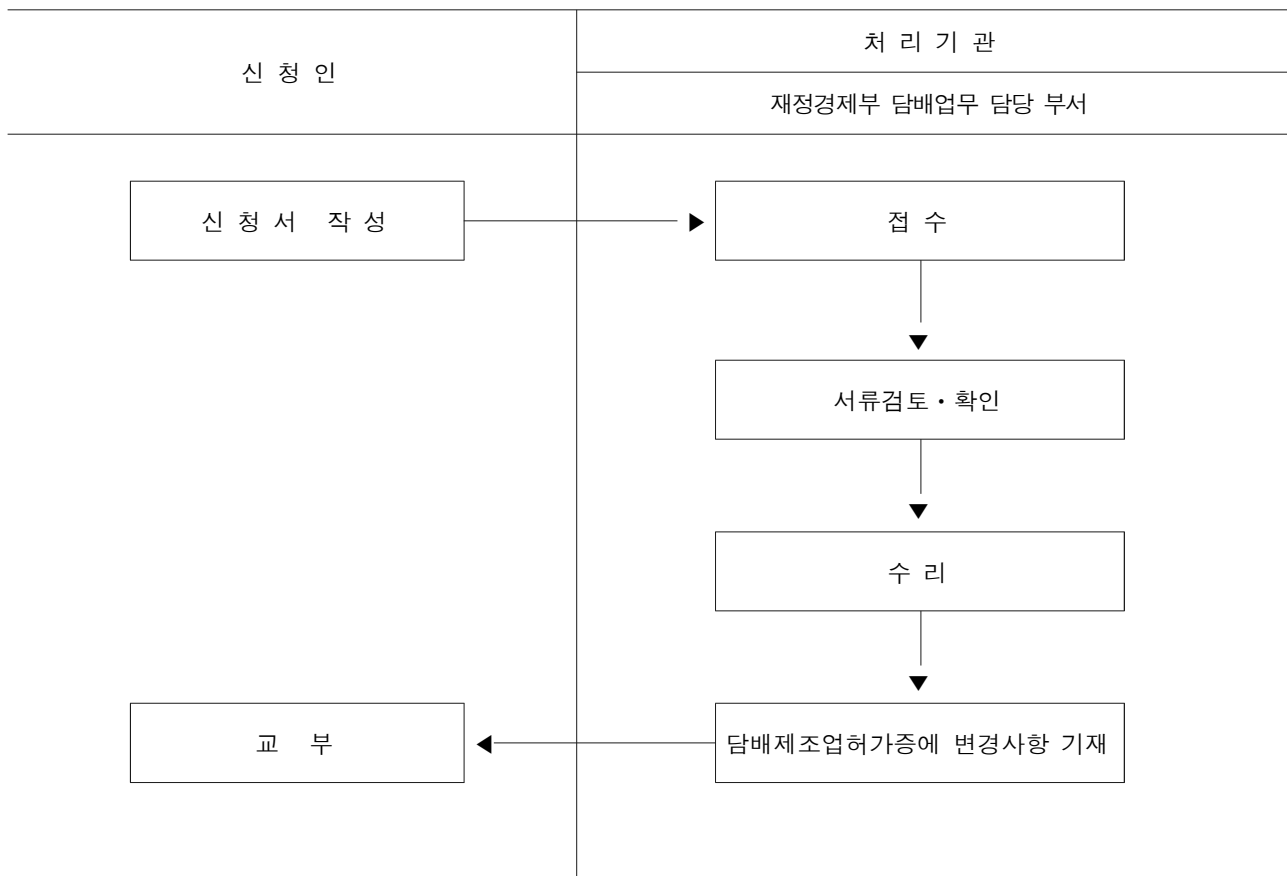 신 청 인
처 리 기 관
재정경제부 담배업무 담당 부서
신 청 서 작 성
접 수
서류검토·확인
수 리
교 부
담배제조업허가증에 변경사항 기재